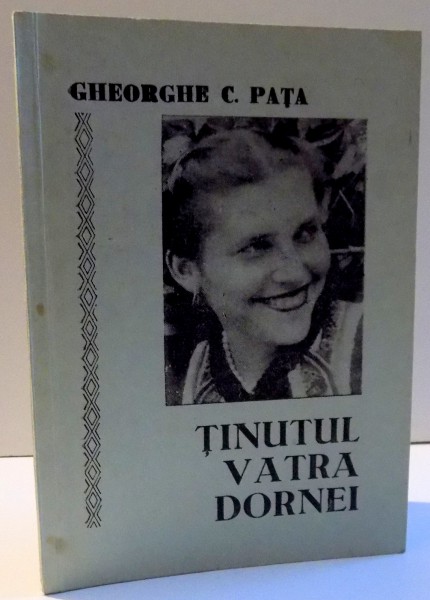 GHEORGHE C. PAȚA
ȚINUTUL
VATRA
DORNEI